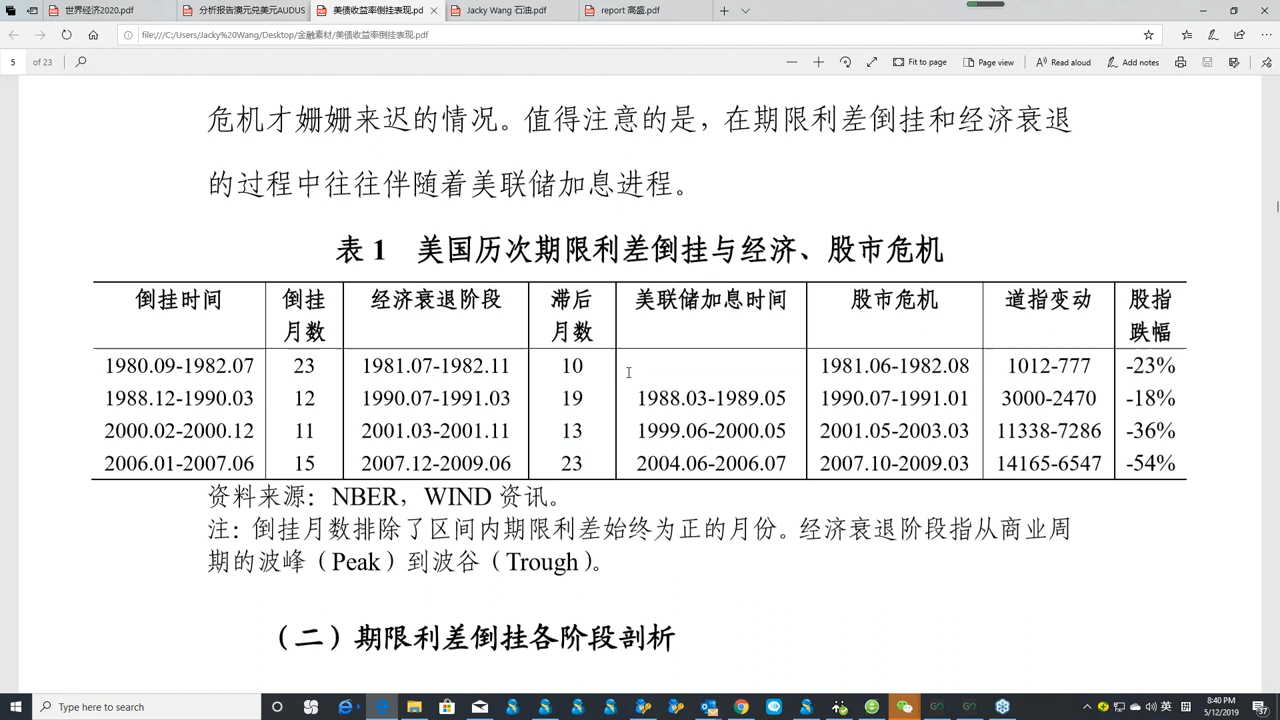 世界经济2020.pdf
分析报告澳元兑美元AUDUS
美债收益率倒挂表现.pdf
Jacky Wang 石油.pdf
report 高盛.pdf
file:///C:/Users/Jacky%20Wang/Desktop/金融素材/美债收益率倒挂表现.pdf
5 of 23 Fit to page Page view Read aloud Add notes
危机才姗姗来迟的情况。值得注意的是，在期限利差倒挂和经济衰退
的过程中往往伴随着美联储加息进程。
表 1 美国历次期限利差倒挂与经济、股市危机
倒挂时间 倒挂月数 经济衰退阶段 滞后月数 美联储加息时间 股市危机 道指变动 股指跌幅
1980.09-1982.07 23 1981.07-1982.11 10 1981.06-1982.08 1012-777 -23%
1988.12-1990.03 12 1990.07-1991.03 19 1988.03-1989.05 1990.07-1991.01 3000-2470 -18%
2000.02-2000.12 11 2001.03-2001.11 13 1999.06-2000.05 2001.05-2003.03 11338-7286 -36%
2006.01-2007.06 15 2007.12-2009.06 23 2004.06-2006.07 2007.10-2009.03 14165-6547 -54%
资料来源：NBER，WIND 资讯。
注：倒挂月数排除了区间内期限利差始终为正的月份。经济衰退阶段指从商业周
期的波峰（Peak）到波谷（Trough）。
（二）期限利差倒挂各阶段剖析
Type here to search
英
8:40 PM
5/12/2019